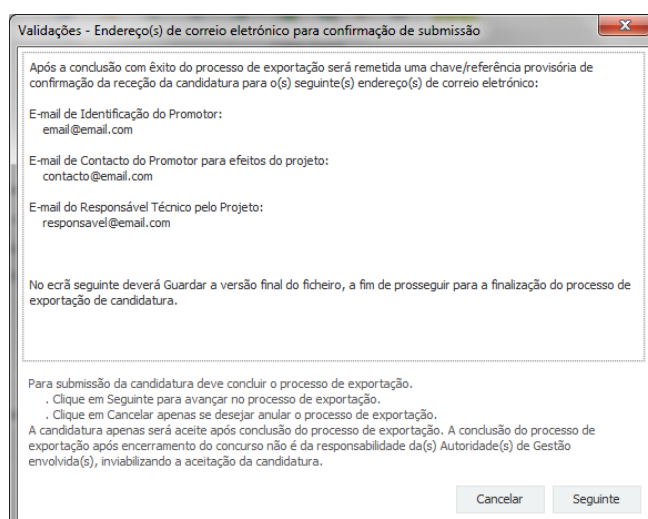 Validações - Endereço(s) de correio eletrónico para confirmação de submissão
Após a conclusão com êxito do processo de exportação será remetida uma chave/referência provisória de
confirmação da receção da candidatura para o(s) seguinte(s) endereço(s) de correio eletrónico:
E-mail de Identificação do Promotor:
email@email.com
E-mail de Contacto do Promotor para efeitos do projeto:
contacto@email.com
E-mail do Responsável Técnico pelo Projeto:
responsavel@email.com
No ecrã seguinte deverá Guardar a versão final do ficheiro, a fim de prosseguir para a finalização do processo de
exportação de candidatura.
Para submissão da candidatura deve concluir o processo de exportação.
. Clique em Seguinte para avançar no processo de exportação.
. Clique em Cancelar apenas se desejar anular o processo de exportação.
A candidatura apenas será aceite após conclusão do processo de exportação. A conclusão do processo de
exportação após encerramento do concurso não é da responsabilidade da(s) Autoridade(s) de Gestão
envolvida(s), inviabilizando a aceitação da candidatura.
Cancelar Seguinte